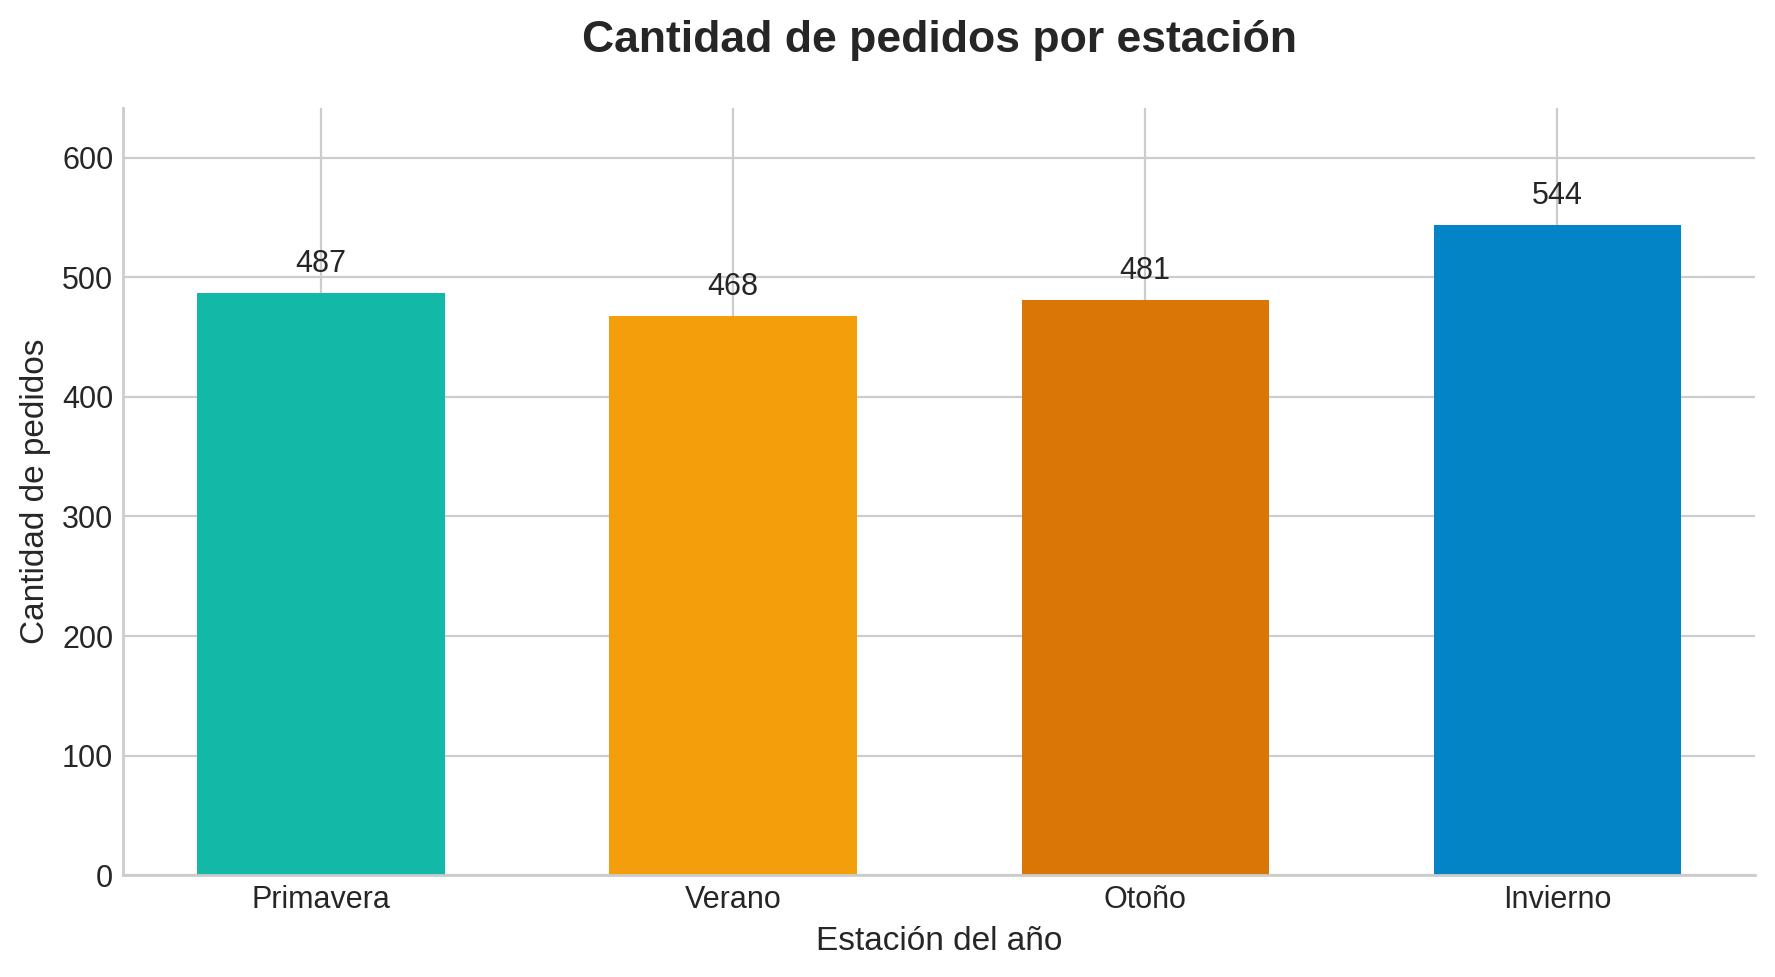 Cantidad de pedidos por estación
Cantidad de pedidos
600
500
400
300
200
100
0
487
468
481
544
Primavera
Verano
Otoño
Invierno
Estación del año